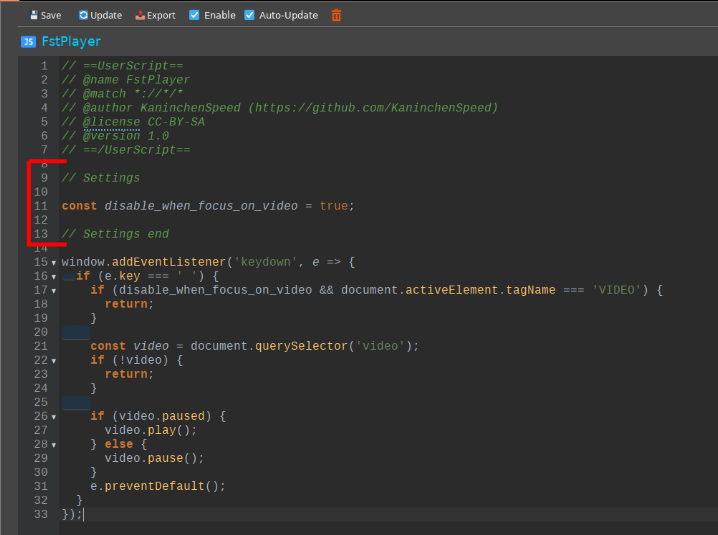 Save Update Export Enable Auto-Update
JS FstPlayer
1 // ==UserScript==
2 // @name FstPlayer
3 // @match *://*/*
4 // @author KaninchenSpeed (https://github.com/KaninchenSpeed)
5 // @license CC-BY-SA
6 // @version 1.0
7 // ==/UserScript==
8
9 // Settings
10
11 const disable_when_focus_on_video = true;
12
13 // Settings end
14
15 window.addEventListener('keydown', e => {
16   if (e.key === ' ') {
17     if (disable_when_focus_on_video && document.activeElement.tagName === 'VIDEO') {
18       return;
19     }
20
21     const video = document.querySelector('video');
22     if (!video) {
23       return;
24     }
25
26     if (video.paused) {
27       video.play();
28     } else {
29       video.pause();
30     }
31     e.preventDefault();
32   }
33 });